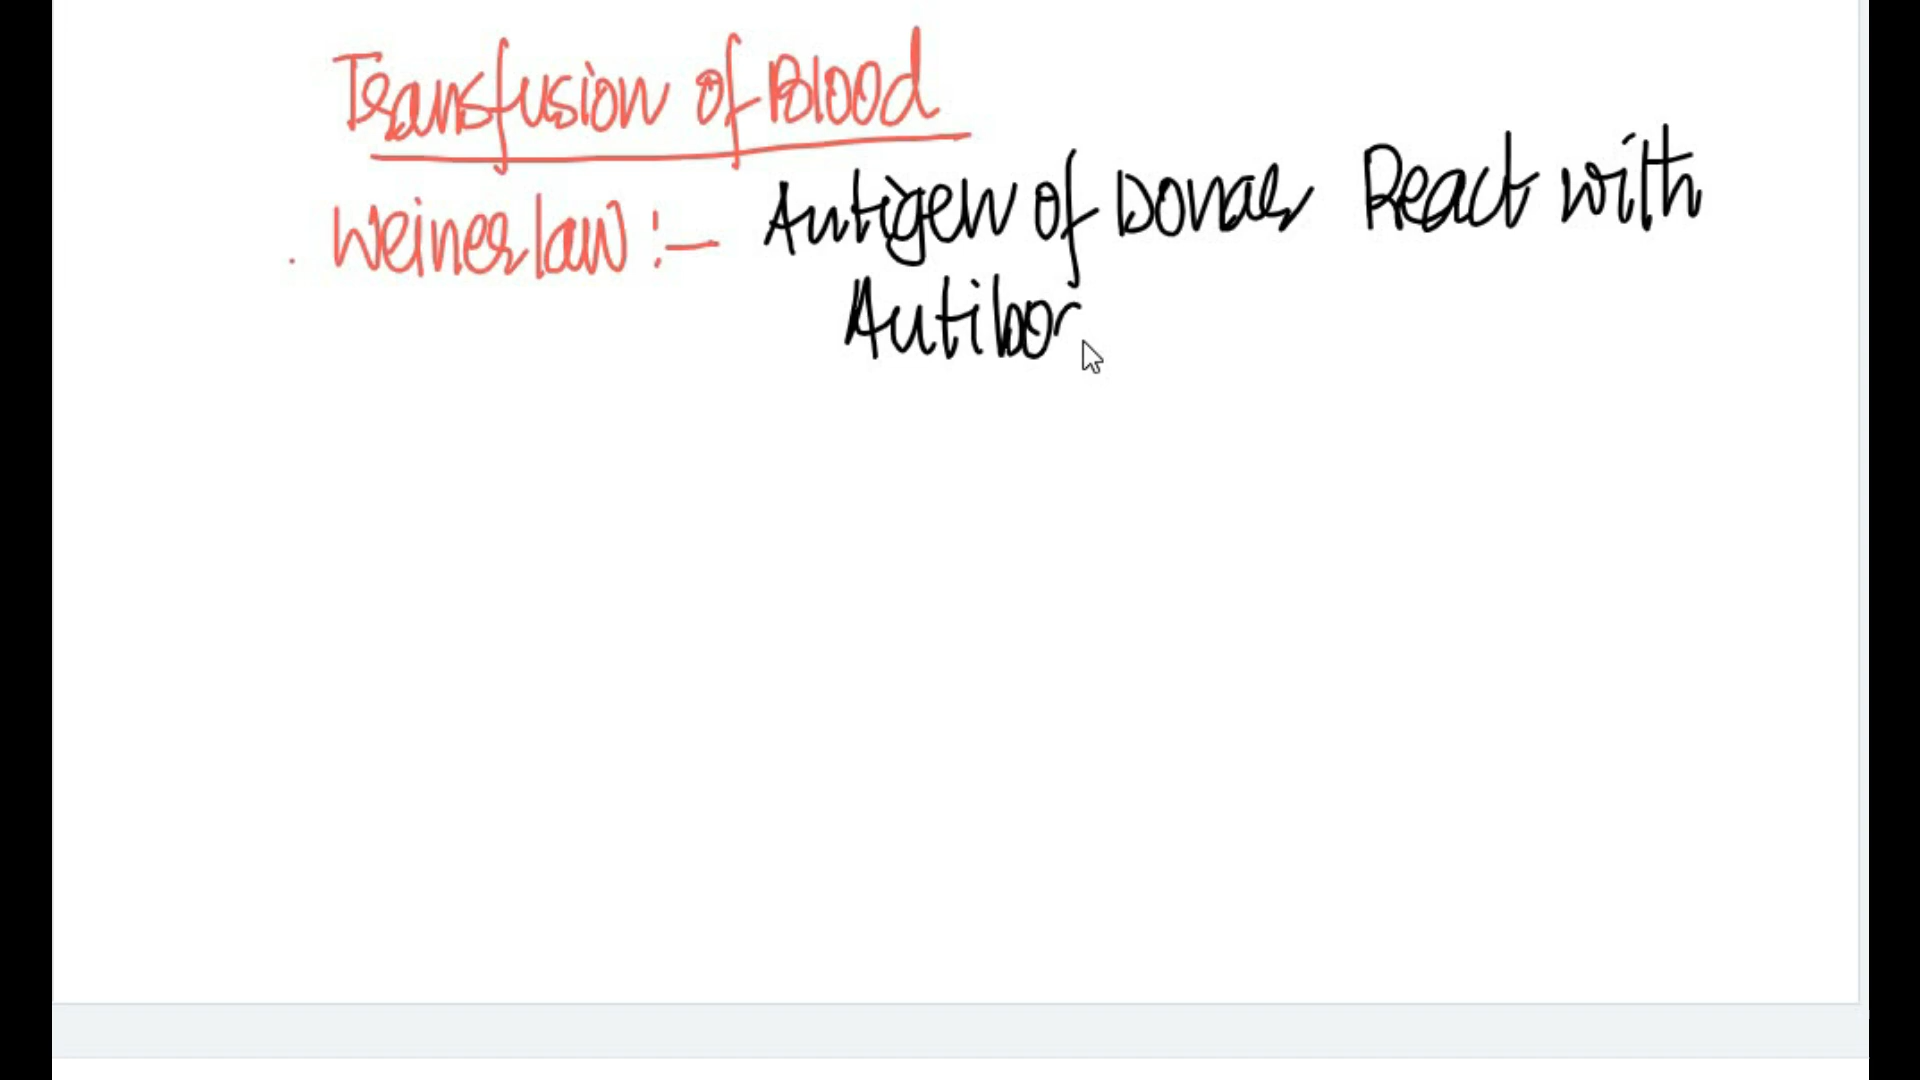 Transfusion of Blood
Weiner law :- Antigen of Donar React with
Antibo